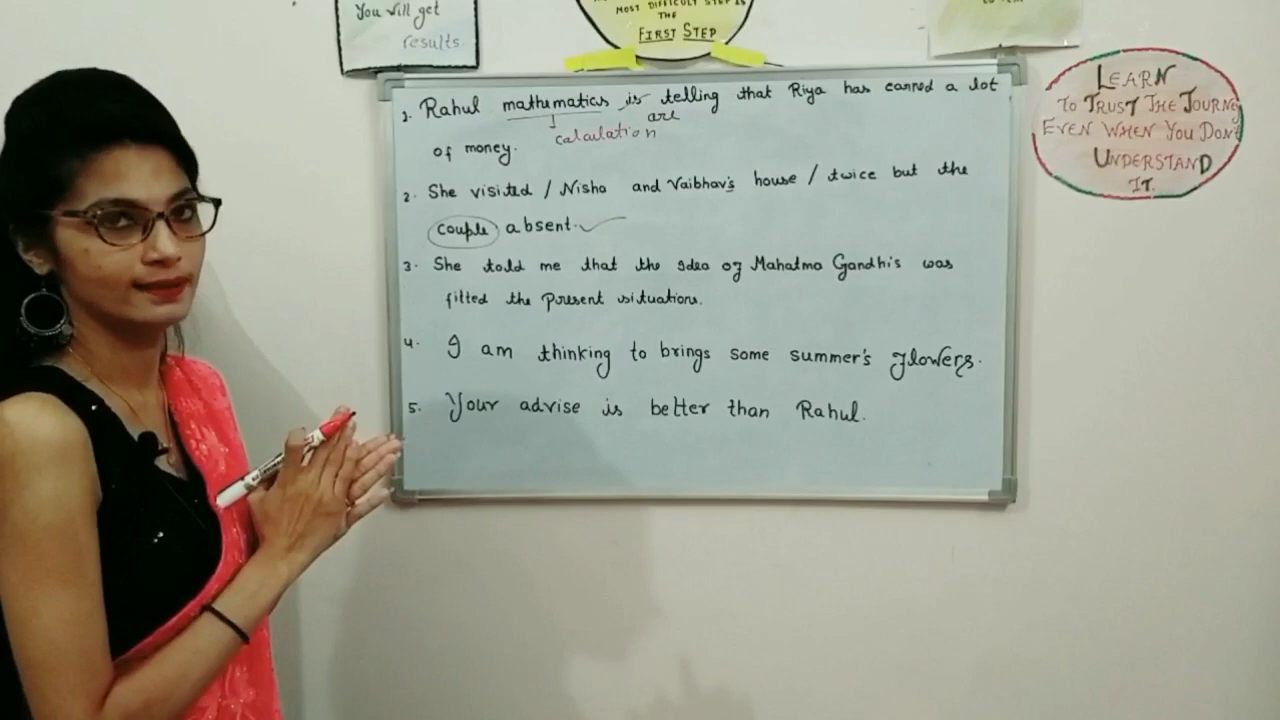 You will get
results.
MOST DIFFICULT STEP IS
THE
FIRST STEP
LEARN
TO TRUST THE JOURNEY
EVEN WHEN YOU DON'T
UNDERSTAND
IT.
1. Rahul mathematics is telling that Riya has earned a lot
are
calculation
of money.
2. She visited / Nisha and Vaibhav's house / twice but the
couple absent.
3. She told me that the idea of Mahatma Gandhi's was
fitted the present situations.
4. I am thinking to brings some summer's flowers.
5. Your advise is better than Rahul.